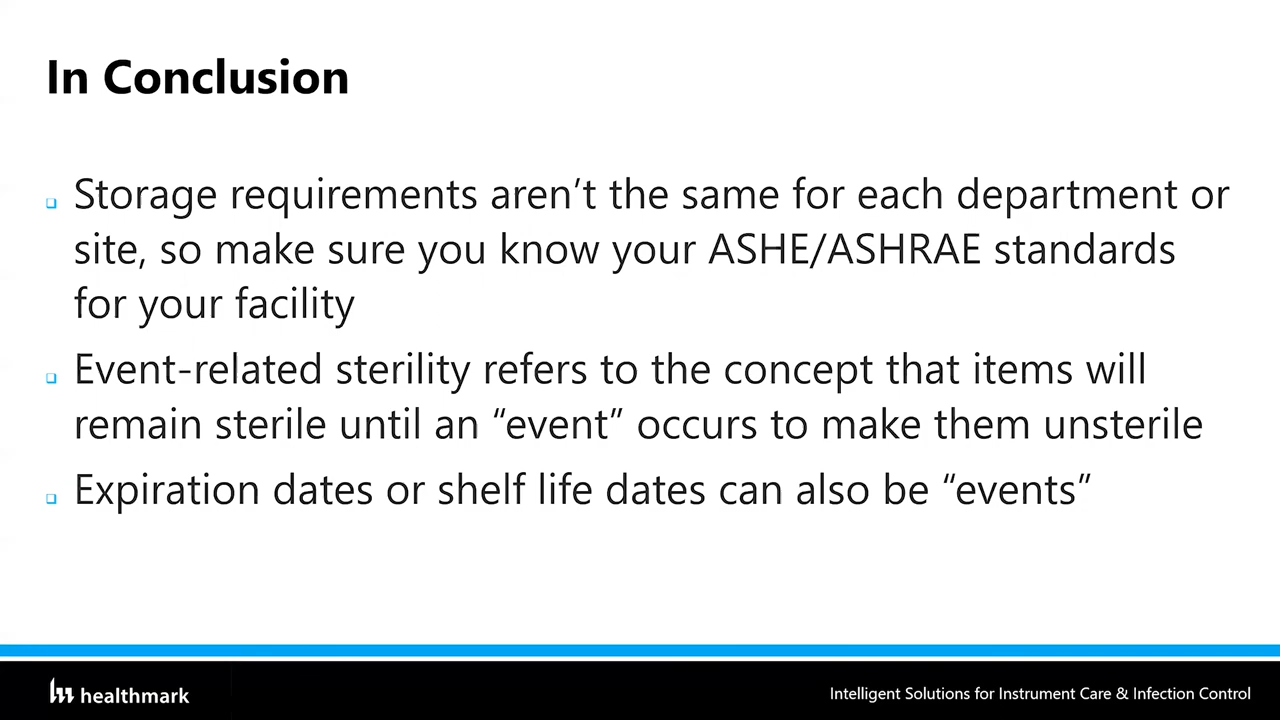 In Conclusion
Storage requirements aren’t the same for each department or
site, so make sure you know your ASHE/ASHRAE standards
for your facility
Event-related sterility refers to the concept that items will
remain sterile until an “event” occurs to make them unsterile
Expiration dates or shelf life dates can also be “events”
healthmark
Intelligent Solutions for Instrument Care & Infection Control